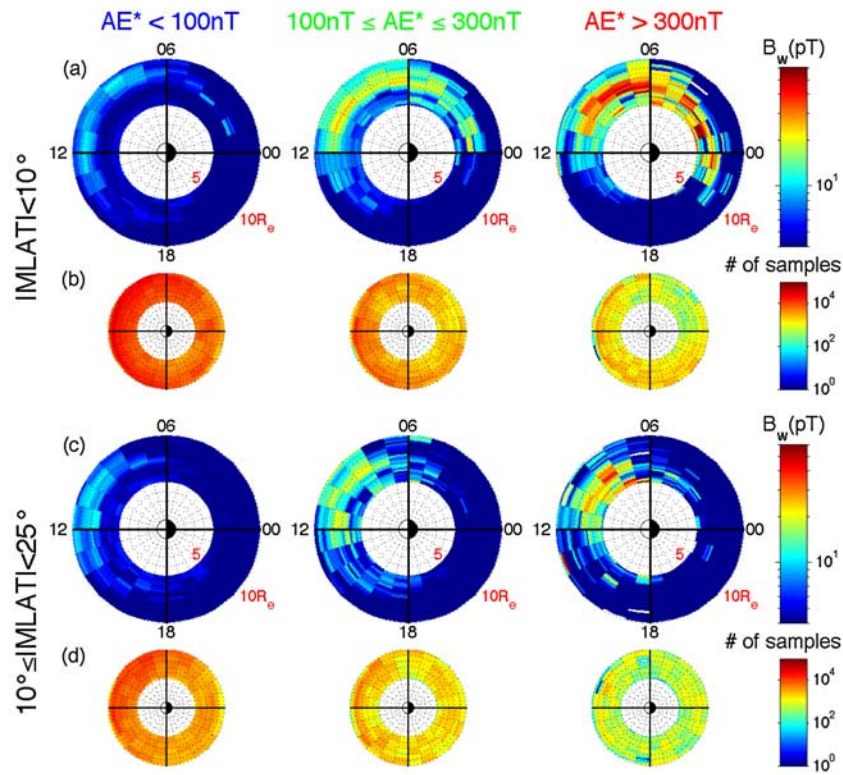 AE* < 100nT 100nT ≤ AE* ≤ 300nT AE* > 300nT
06 06 06 B_w(pT)
(a)
12 00 12 00 12 00
5 5 5
10¹
10R_e 10R_e 10R_e
18 18 18
IMLATI<10°
# of samples
(b)
10⁴
10²
10⁰
06 06 06 B_w(pT)
(c)
12 00 12 00 12 00
5 5 5
10¹
10R_e 10R_e 10R_e
18 18 18
10°≤IMLATI<25°
# of samples
(d)
10⁴
10²
10⁰